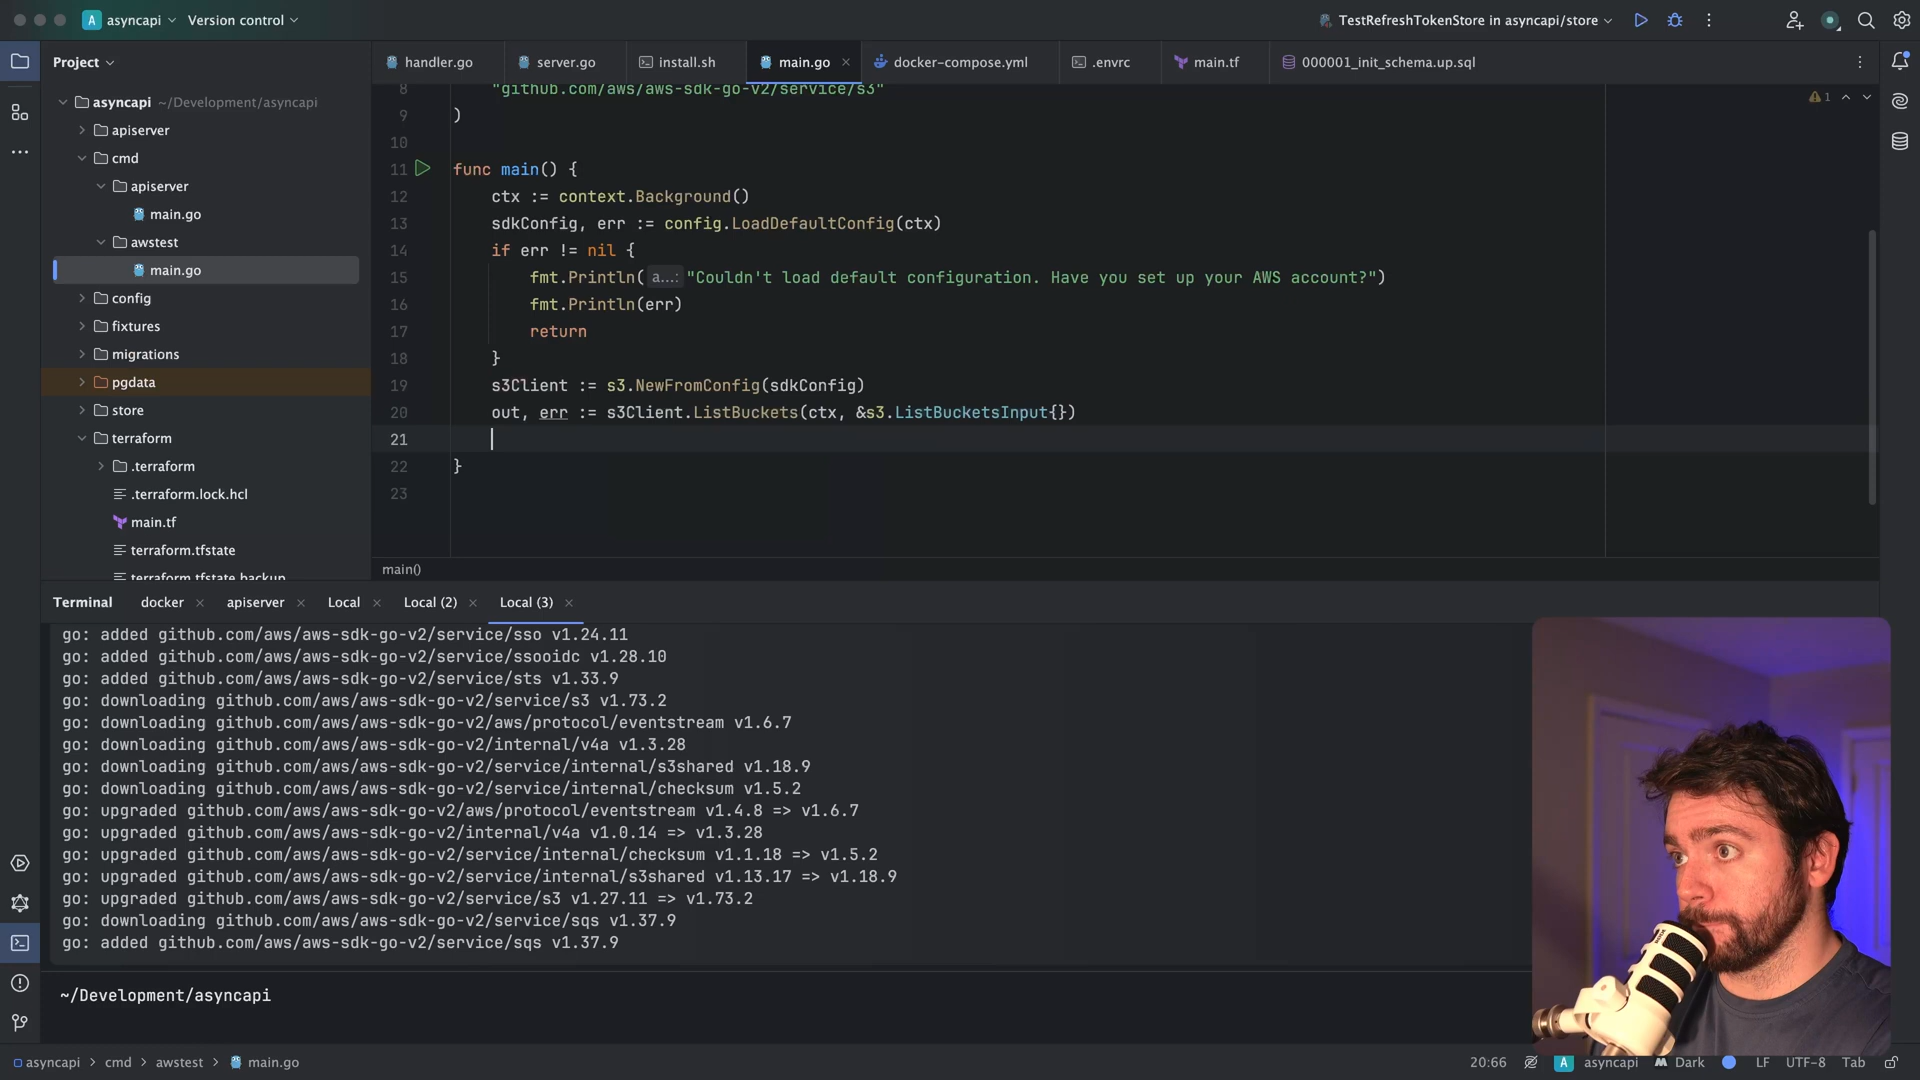 A asyncapi Version control TestRefreshTokenStore in asyncapi/store
Project
asyncapi ~/Development/asyncapi
apiserver
cmd
apiserver
main.go
awstest
main.go
config
fixtures
migrations
pgdata
store
terraform
.terraform
.terraform.lock.hcl
main.tf
terraform.tfstate
terraform.tfstate.backup
handler.go server.go install.sh main.go docker-compose.yml .envrc main.tf 000001_init_schema.up.sql
1
8 "github.com/aws/aws-sdk-go-v2/service/s3"
9 )
10
11 func main() {
12 ctx := context.Background()
13 sdkConfig, err := config.LoadDefaultConfig(ctx)
14 if err != nil {
15 fmt.Println( a...: "Couldn't load default configuration. Have you set up your AWS account?")
16 fmt.Println(err)
17 return
18 }
19 s3Client := s3.NewFromConfig(sdkConfig)
20 out, err := s3Client.ListBuckets(ctx, &s3.ListBucketsInput{})
21
22 }
23
main()
Terminal docker apiserver Local Local (2) Local (3)
go: added github.com/aws/aws-sdk-go-v2/service/sso v1.24.11
go: added github.com/aws/aws-sdk-go-v2/service/ssooidc v1.28.10
go: added github.com/aws/aws-sdk-go-v2/service/sts v1.33.9
go: downloading github.com/aws/aws-sdk-go-v2/service/s3 v1.73.2
go: downloading github.com/aws/aws-sdk-go-v2/aws/protocol/eventstream v1.6.7
go: downloading github.com/aws/aws-sdk-go-v2/internal/v4a v1.3.28
go: downloading github.com/aws/aws-sdk-go-v2/service/internal/s3shared v1.18.9
go: downloading github.com/aws/aws-sdk-go-v2/service/internal/checksum v1.5.2
go: upgraded github.com/aws/aws-sdk-go-v2/aws/protocol/eventstream v1.4.8 => v1.6.7
go: upgraded github.com/aws/aws-sdk-go-v2/internal/v4a v1.0.14 => v1.3.28
go: upgraded github.com/aws/aws-sdk-go-v2/service/internal/checksum v1.1.18 => v1.5.2
go: upgraded github.com/aws/aws-sdk-go-v2/service/internal/s3shared v1.13.17 => v1.18.9
go: upgraded github.com/aws/aws-sdk-go-v2/service/s3 v1.27.11 => v1.73.2
go: downloading github.com/aws/aws-sdk-go-v2/service/sqs v1.37.9
go: added github.com/aws/aws-sdk-go-v2/service/sqs v1.37.9
~/Development/asyncapi
asyncapi > cmd > awstest > main.go 20:66 A asyncapi Dark LF UTF-8 Tab